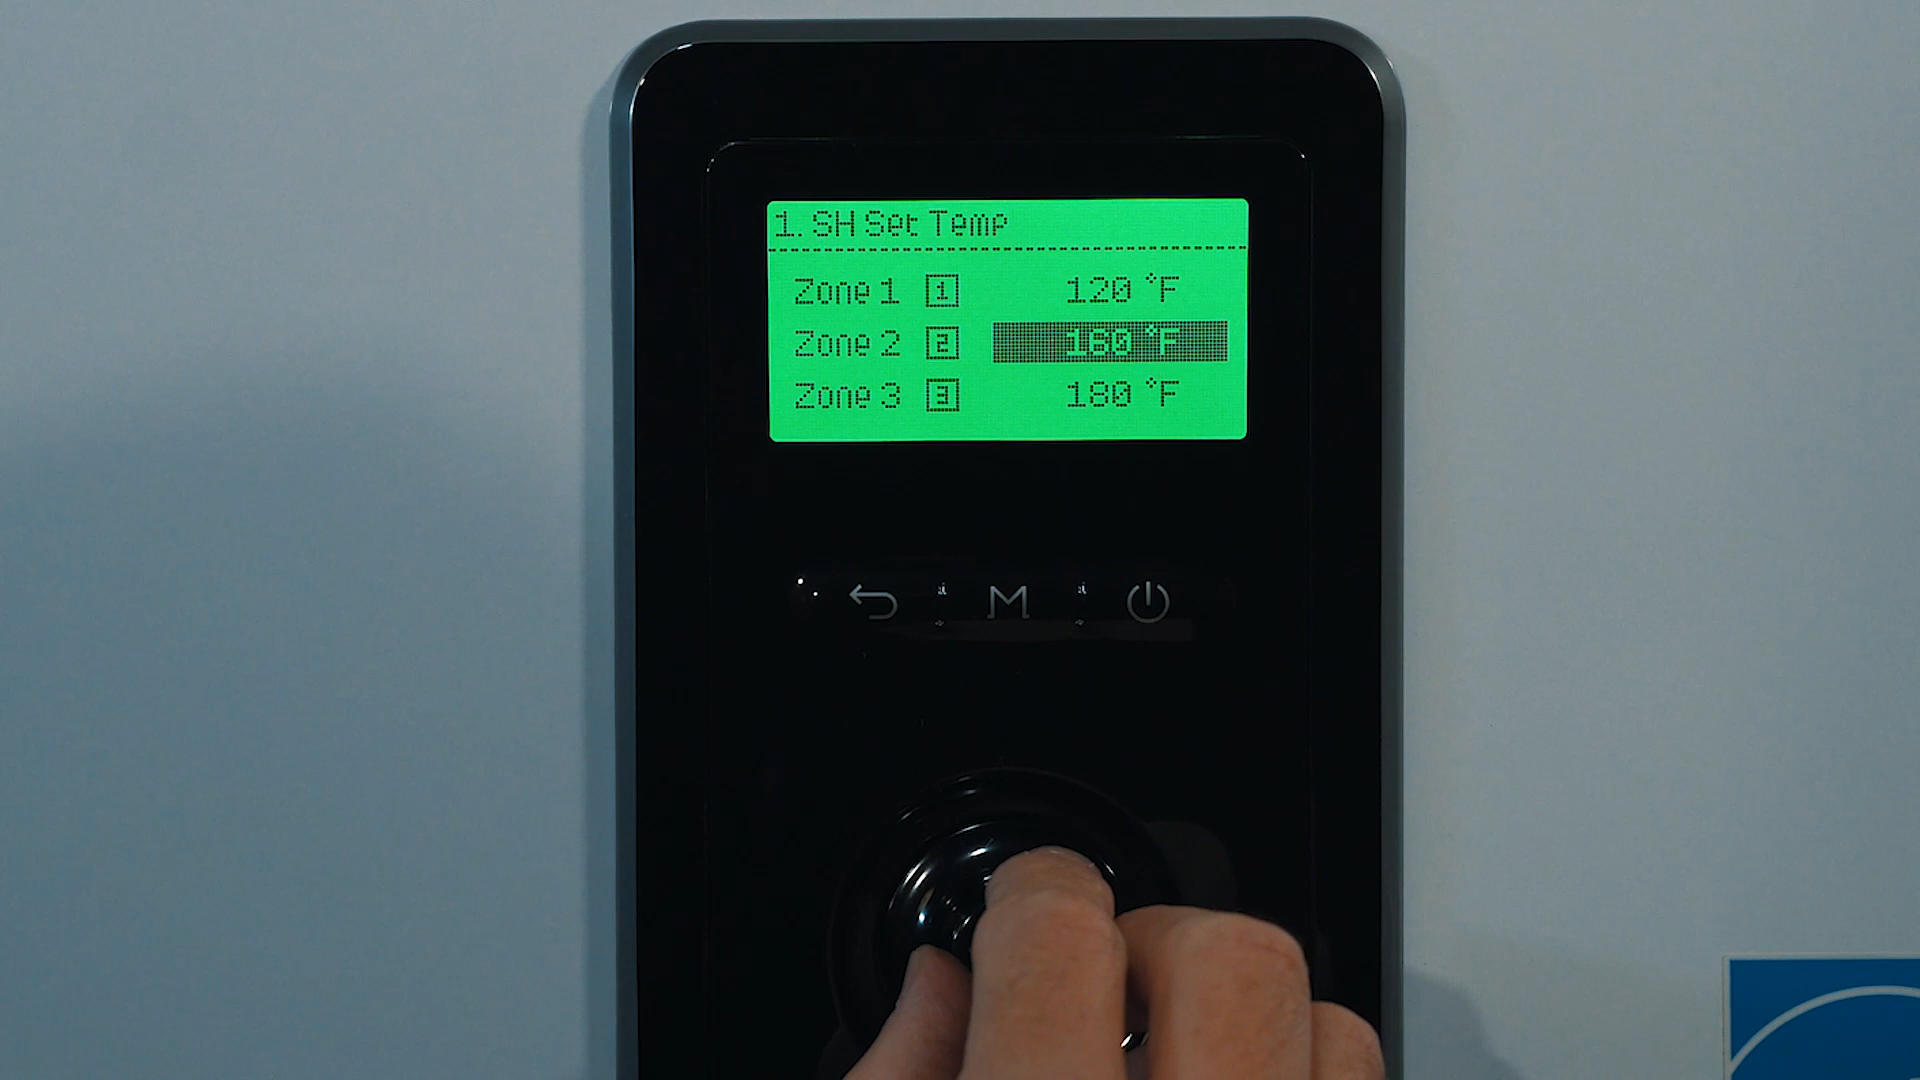 1. SH Set Temp
Zone 1 1 120 °F
Zone 2 2 160 °F
Zone 3 3 180 °F
M